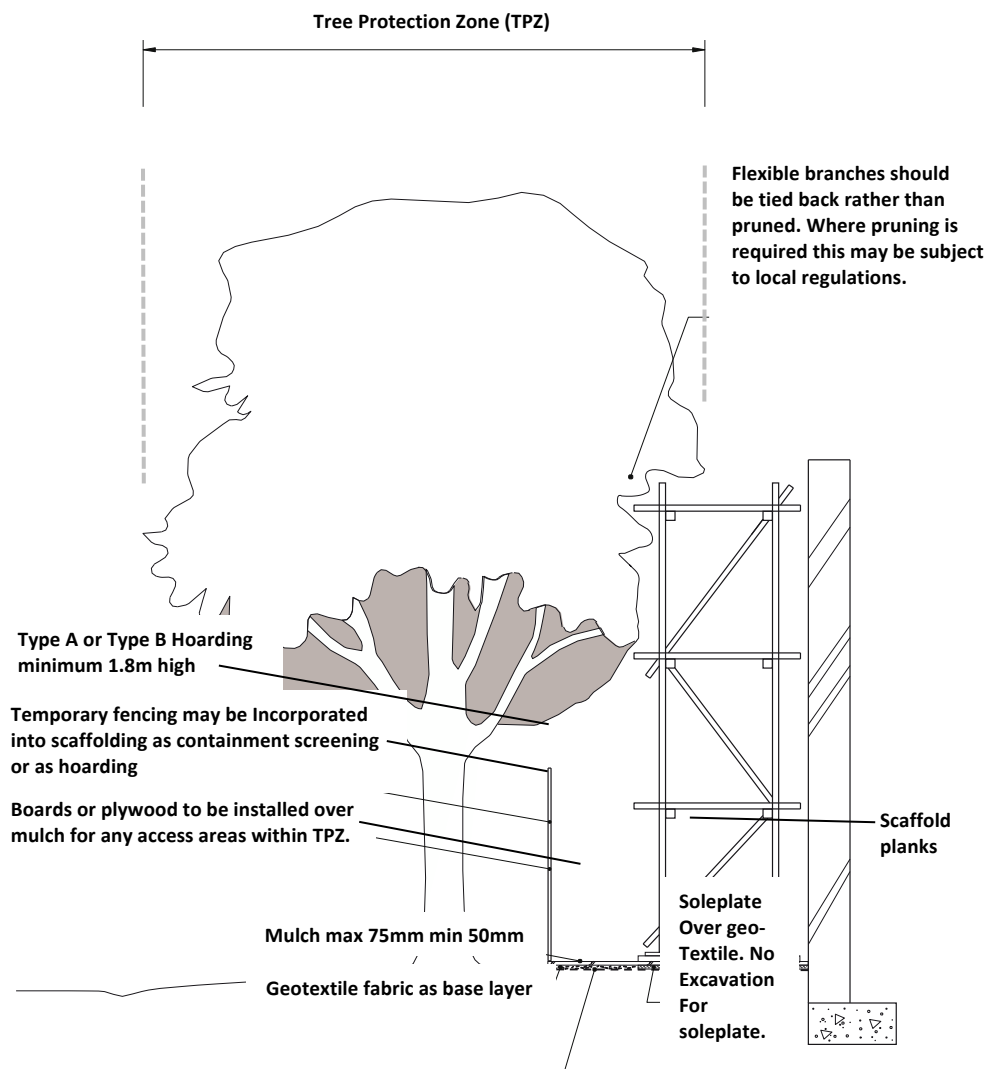 Tree Protection Zone (TPZ)
Flexible branches should
be tied back rather than
pruned. Where pruning is
required this may be subject
to local regulations.
Type A or Type B Hoarding
minimum 1.8m high
Temporary fencing may be Incorporated
into scaffolding as containment screening
or as hoarding
Boards or plywood to be installed over
mulch for any access areas within TPZ.
Scaffold
planks
Soleplate
Over geo-
Textile. No
Excavation
For
soleplate.
Mulch max 75mm min 50mm
Geotextile fabric as base layer